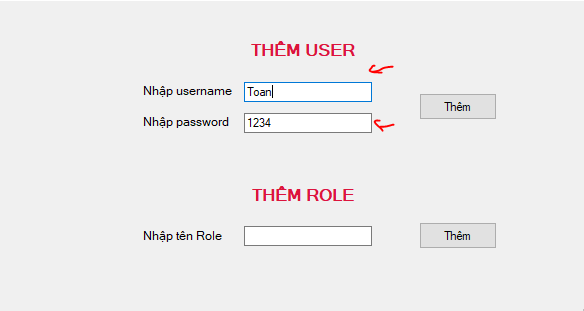 THÊM USER
Nhập username Toan
Thêm
Nhập password 1234
THÊM ROLE
Nhập tên Role Thêm